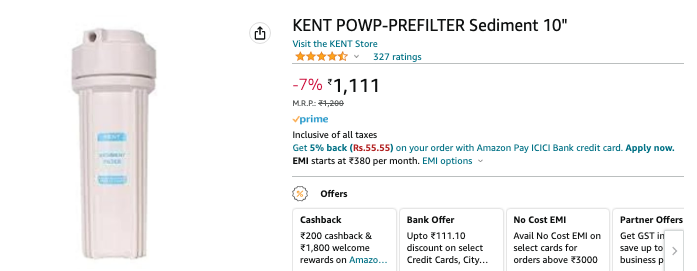 KENT POWP-PREFILTER Sediment 10"
Visit the KENT Store
327 ratings
-7% ₹1,111
M.R.P.: ₹1,200
prime
Inclusive of all taxes
Get 5% back (Rs.55.55) on your order with Amazon Pay ICICI Bank credit card. Apply now.
EMI starts at ₹380 per month. EMI options
% Offers
Cashback
₹200 cashback &
₹1,800 welcome
rewards on Amazo...
Bank Offer
Upto ₹111.10
discount on select
Credit Cards, City...
No Cost EMI
Avail No Cost EMI on
select cards for
orders above ₹3000
Partner Offers
Get GST in
save up to
business p
KENT
SEDIMENT
FILTER